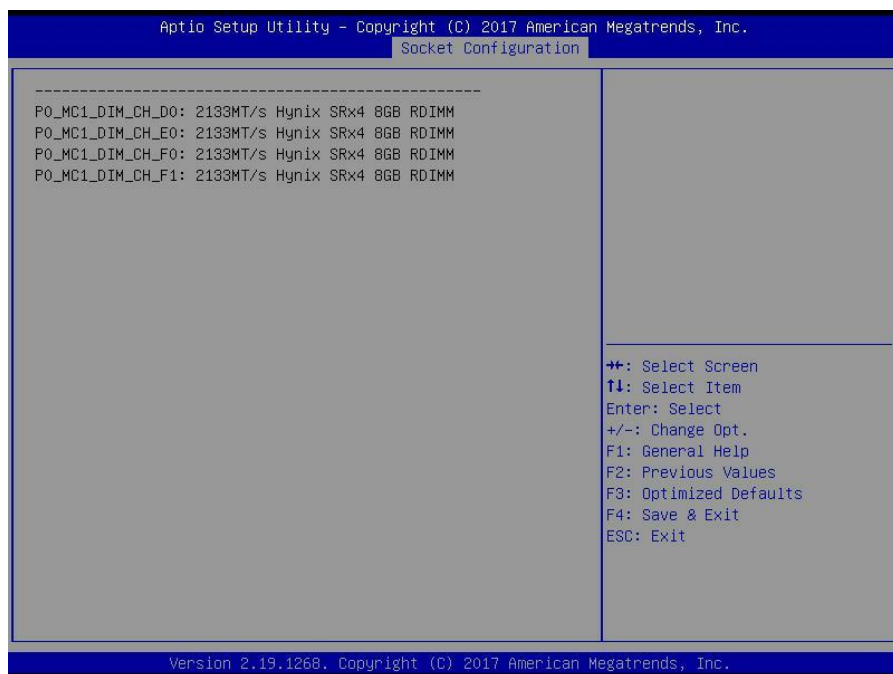 Aptio Setup Utility – Copyright (C) 2017 American Megatrends, Inc.
Socket Configuration
--------------------------------------------------
P0_MC1_DIM_CH_D0: 2133MT/s Hynix SRx4 8GB RDIMM
P0_MC1_DIM_CH_E0: 2133MT/s Hynix SRx4 8GB RDIMM
P0_MC1_DIM_CH_F0: 2133MT/s Hynix SRx4 8GB RDIMM
P0_MC1_DIM_CH_F1: 2133MT/s Hynix SRx4 8GB RDIMM
→←: Select Screen
↑↓: Select Item
Enter: Select
+/-: Change Opt.
F1: General Help
F2: Previous Values
F3: Optimized Defaults
F4: Save & Exit
ESC: Exit
Version 2.19.1268. Copyright (C) 2017 American Megatrends, Inc.